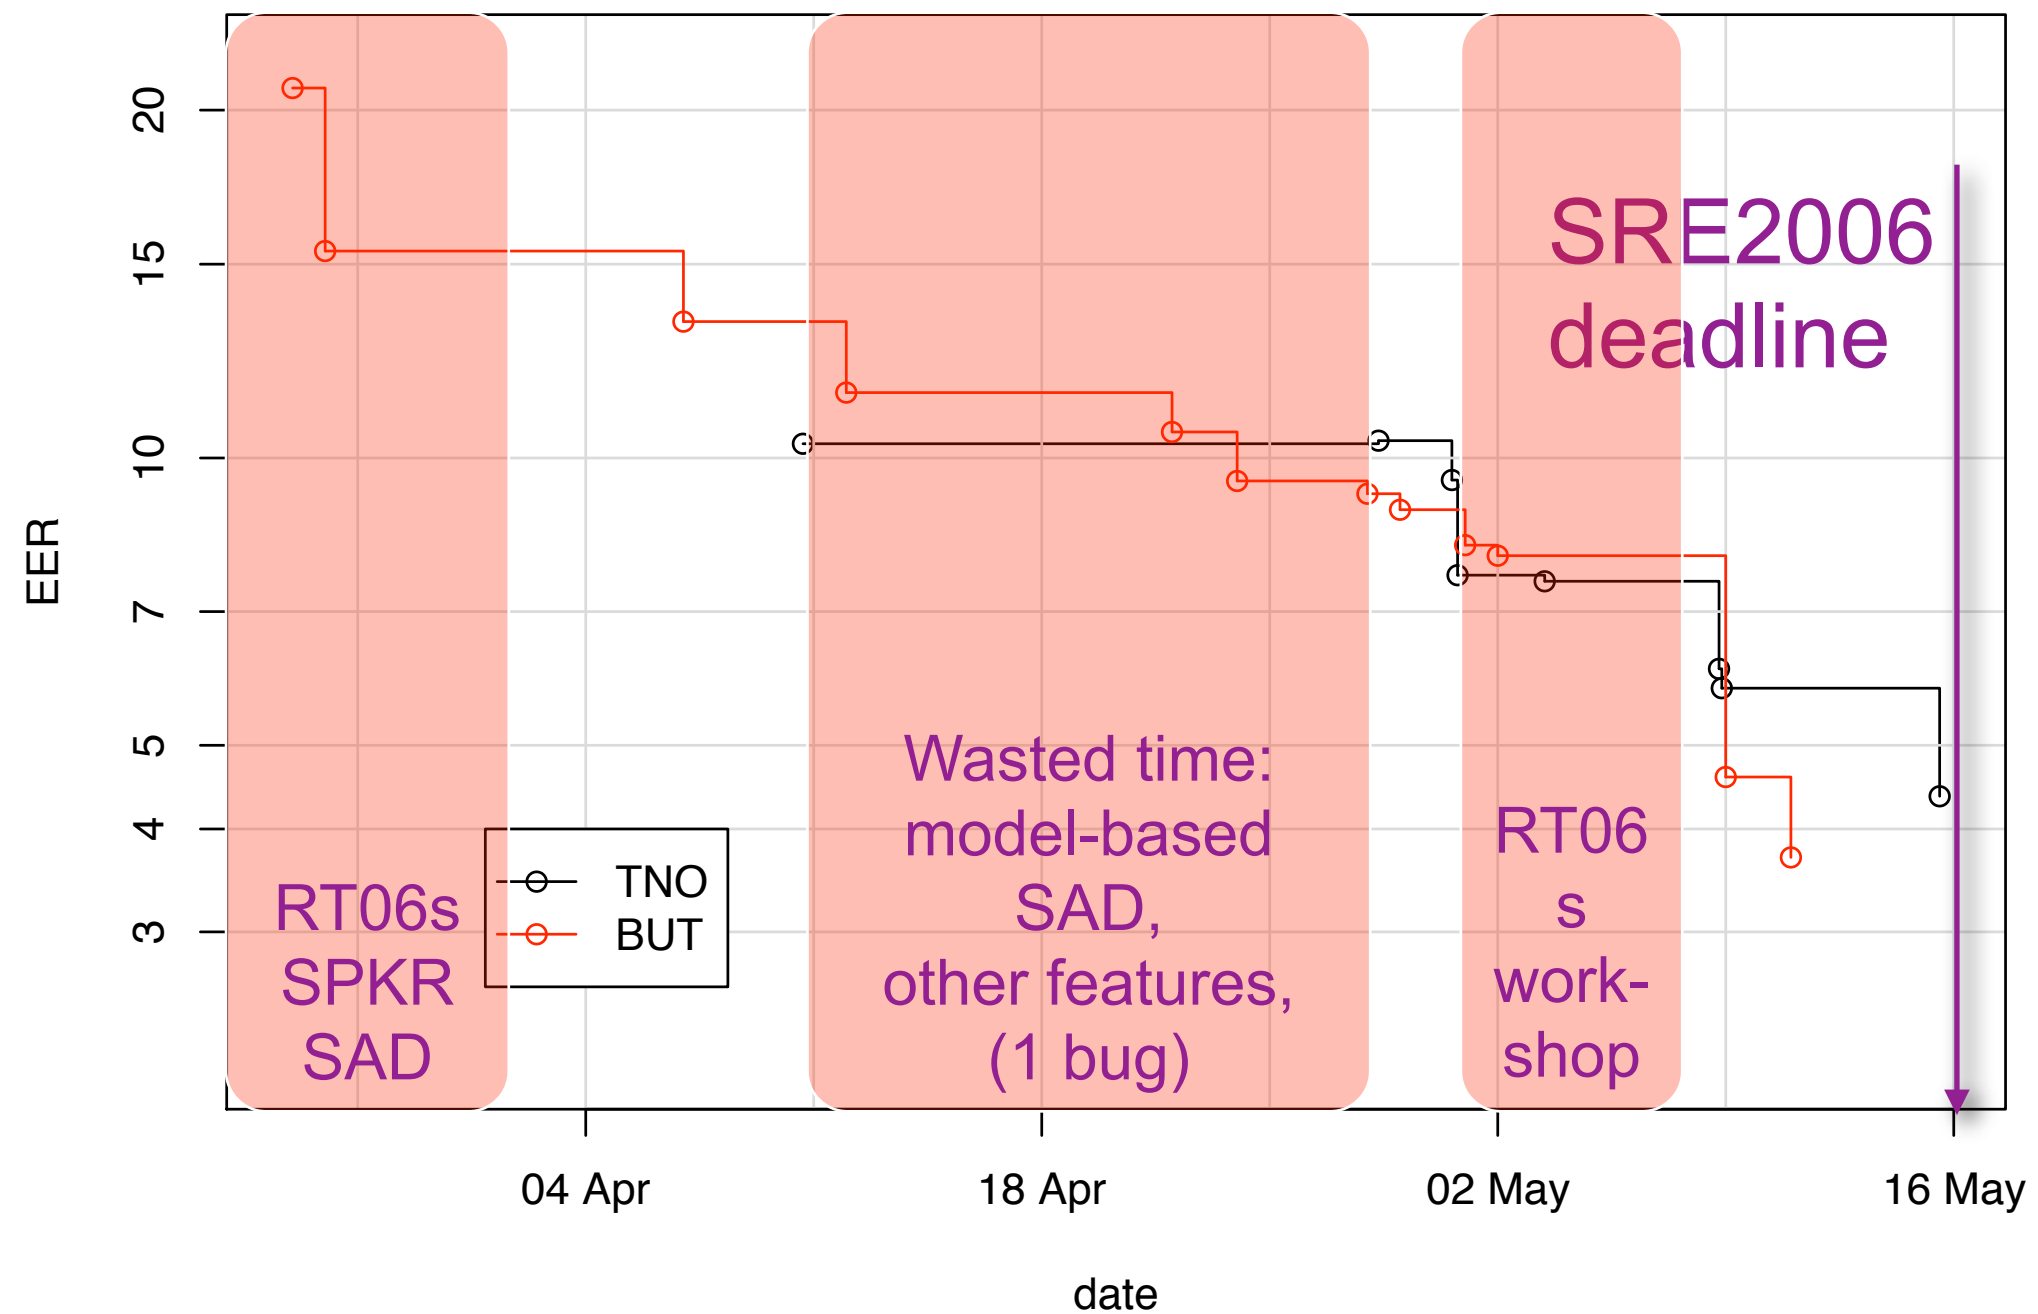 20
15
10
7
5
4
3
EER
SRE2006
deadline
Wasted time:
model-based
SAD,
other features,
(1 bug)
RT06
s
work-
shop
RT06s
SPKR
SAD
TNO
BUT
04 Apr
18 Apr
02 May
16 May
date